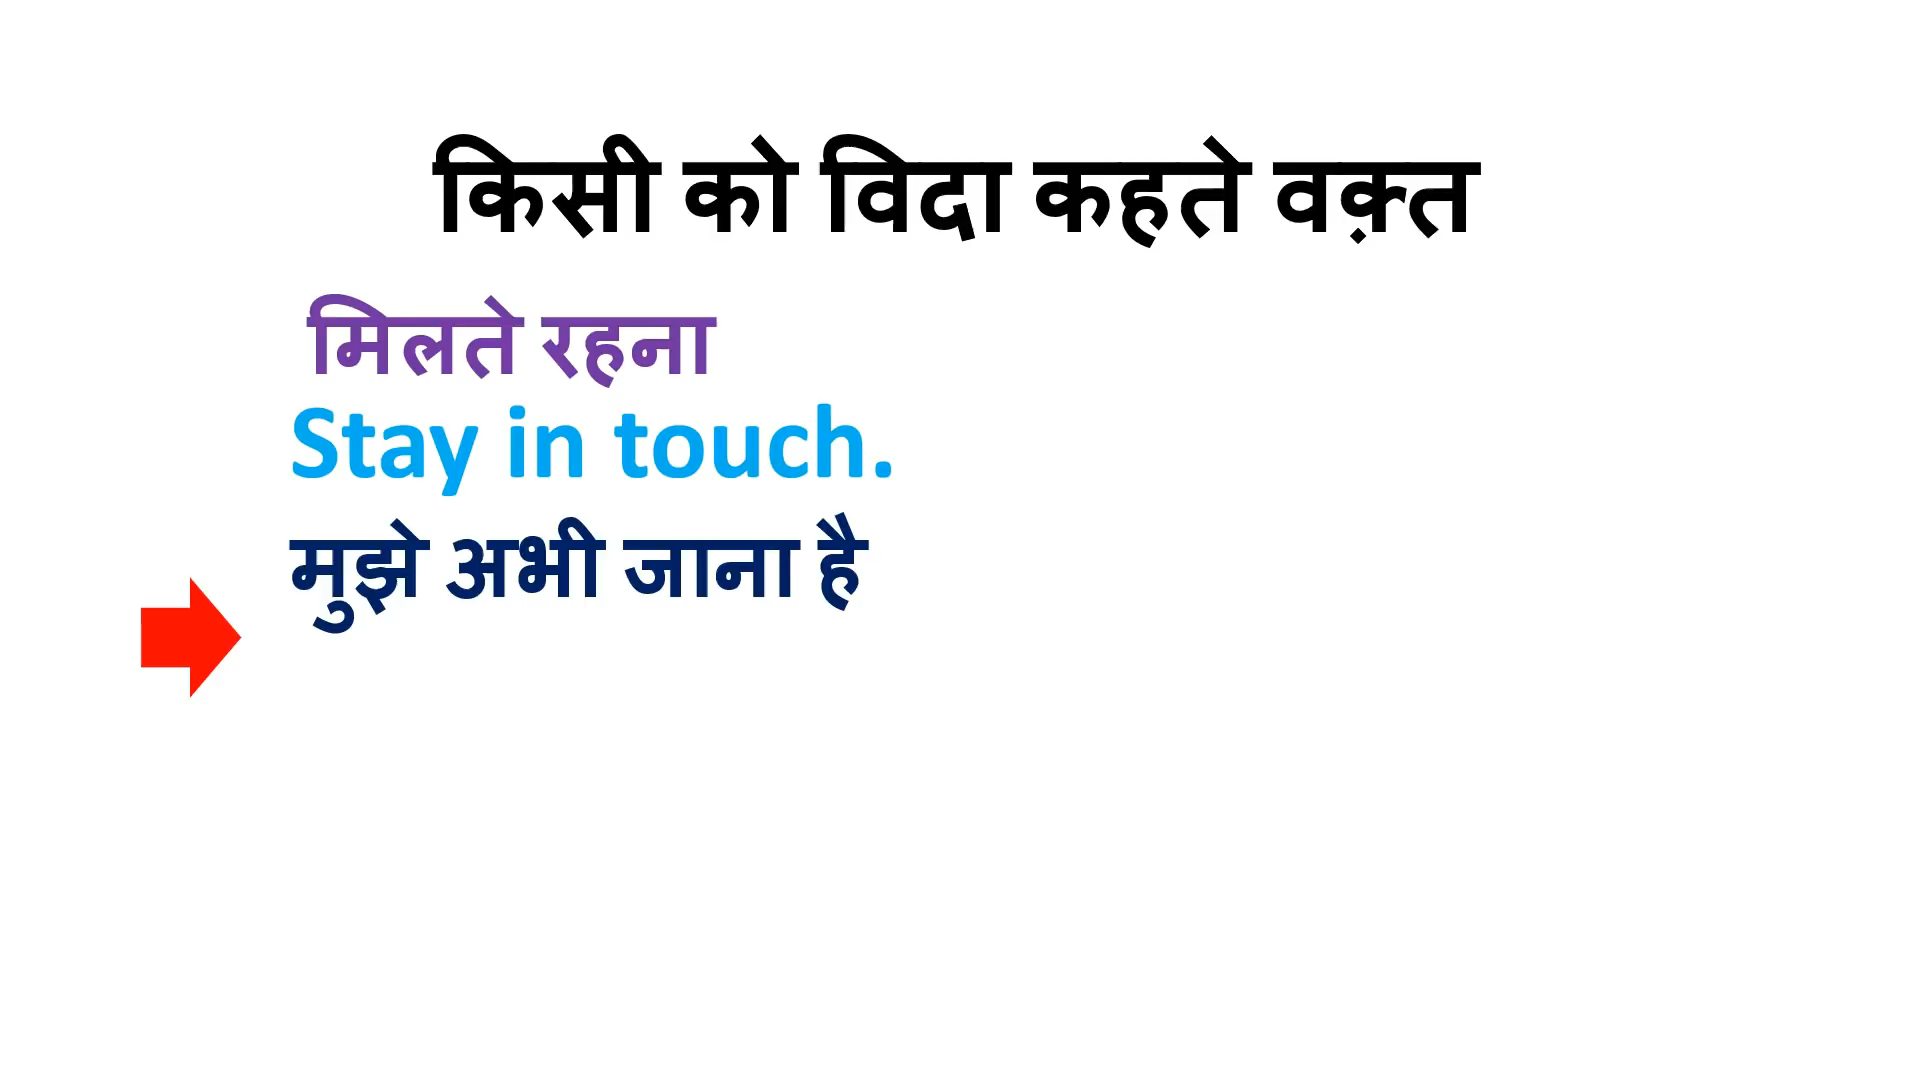 किसी को विदा कहते वक़्त
मिलते रहना
Stay in touch.
मुझे अभी जाना है